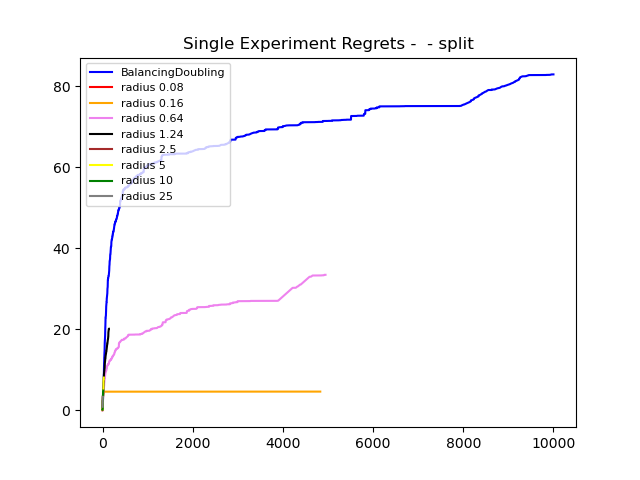 Single Experiment Regrets -  - split
BalancingDoubling
radius 0.08
radius 0.16
radius 0.64
radius 1.24
radius 2.5
radius 5
radius 10
radius 25
80
60
40
20
0
0 2000 4000 6000 8000 10000